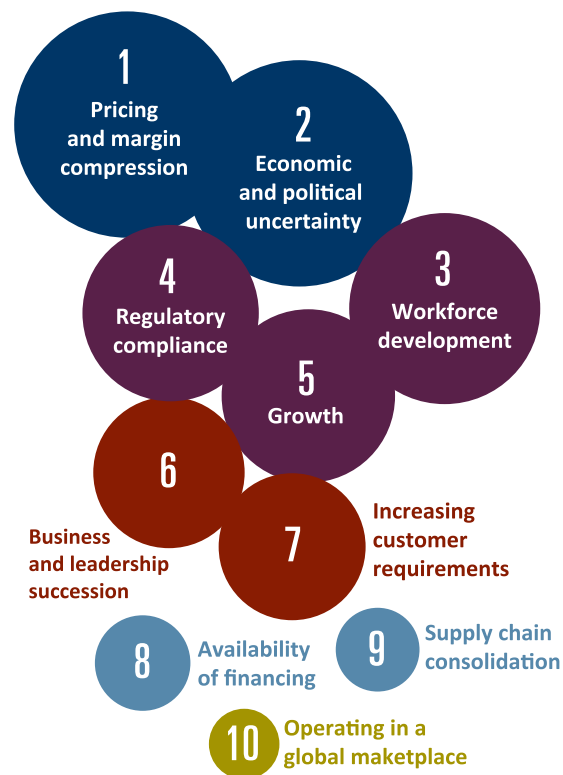 1
Pricing
and margin
compression
2
Economic
and political
uncertainty
3
Workforce
development
4
Regulatory
compliance
5
Growth
6
Business
and leadership
succession
7
Increasing
customer
requirements
8
Availability
of financing
9
Supply chain
consolidation
10
Operating in a
global maketplace